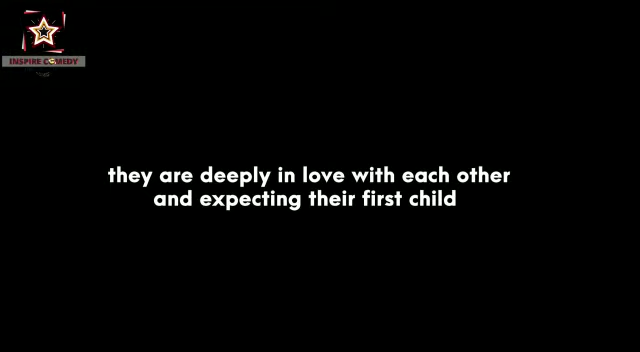 INSPIRE COMEDY
they are deeply in love with each other
and expecting their first child